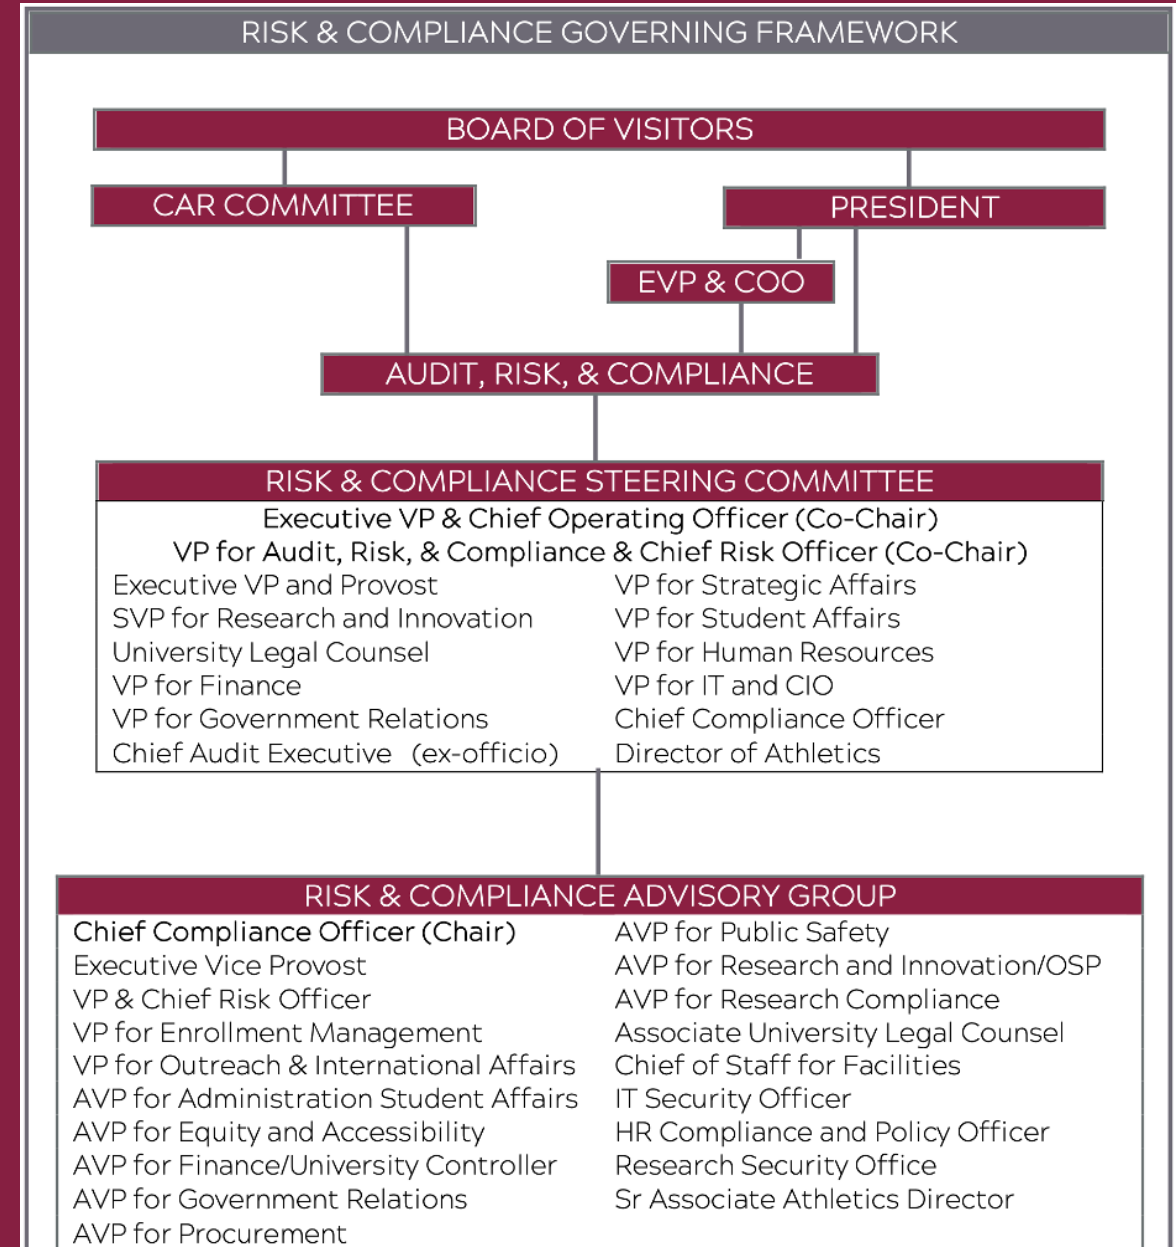 RISK & COMPLIANCE GOVERNING FRAMEWORK
BOARD OF VISITORS
CAR COMMITTEE
PRESIDENT
EVP & COO
AUDIT, RISK, & COMPLIANCE
RISK & COMPLIANCE STEERING COMMITTEE
Executive VP & Chief Operating Officer (Co-Chair)
VP for Audit, Risk, & Compliance & Chief Risk Officer (Co-Chair)
Executive VP and Provost
SVP for Research and Innovation
University Legal Counsel
VP for Finance
VP for Government Relations
Chief Audit Executive (ex-officio)
VP for Strategic Affairs
VP for Student Affairs
VP for Human Resources
VP for IT and CIO
Chief Compliance Officer
Director of Athletics
RISK & COMPLIANCE ADVISORY GROUP
Chief Compliance Officer (Chair)
Executive Vice Provost
VP & Chief Risk Officer
VP for Enrollment Management
VP for Outreach & International Affairs
AVP for Administration Student Affairs
AVP for Equity and Accessibility
AVP for Finance/University Controller
AVP for Government Relations
AVP for Procurement
AVP for Public Safety
AVP for Research and Innovation/OSP
AVP for Research Compliance
Associate University Legal Counsel
Chief of Staff for Facilities
IT Security Officer
HR Compliance and Policy Officer
Research Security Office
Sr Associate Athletics Director